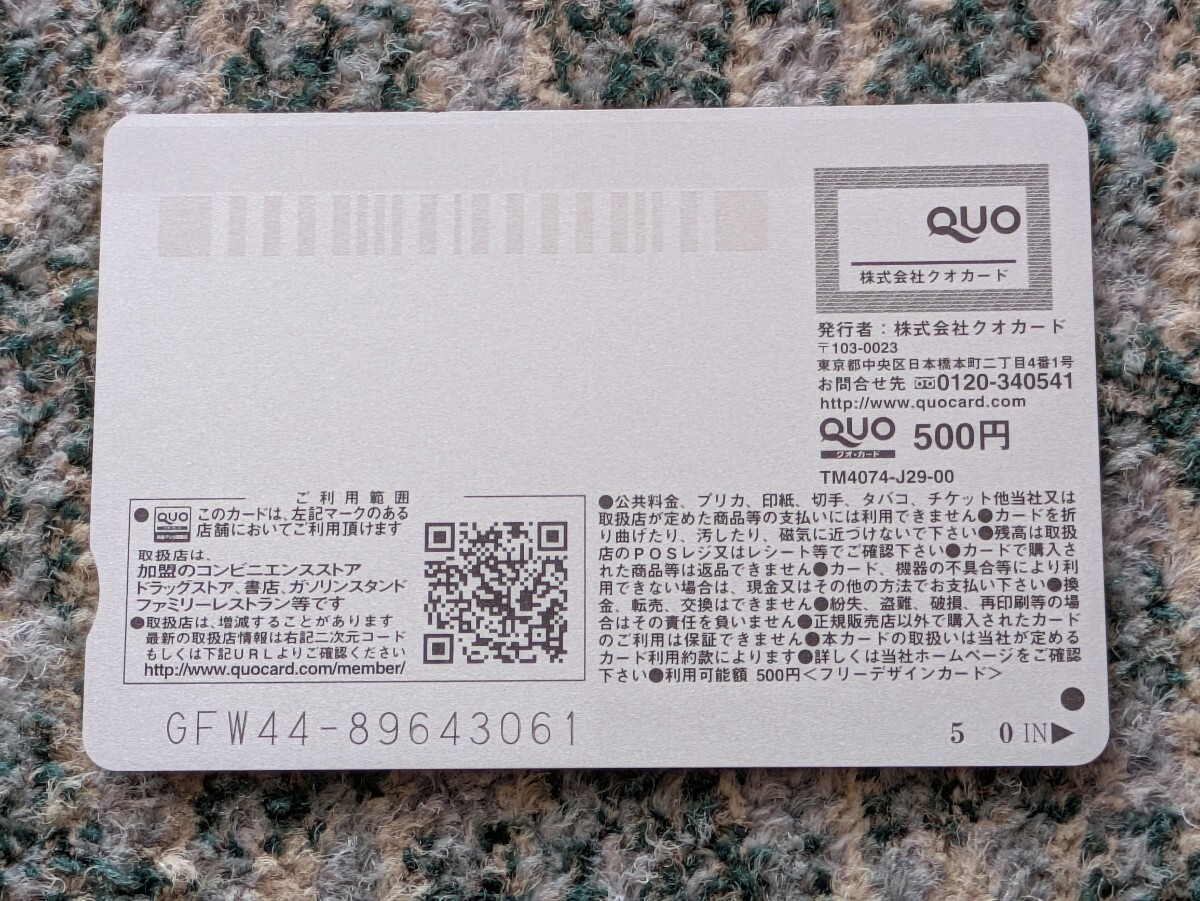 QUO
株式会社クオカード
発行者：株式会社クオカード
〒103-0023
東京都中央区日本橋本町二丁目4番1号
お問合せ先 0120-340541
http://www.quocard.com
QUO 500円
クオ・カード
TM4074-J29-00
ご利用範囲
●QUO このカードは、左記マークのある
店舗においてご利用頂けます
取扱店は、
加盟のコンビニエンスストア
ドラッグストア、書店、ガソリンスタンド
ファミリーレストラン等です
●取扱店は、増減することがあります
最新の取扱店情報は右記二次元コード
もしくは下記URLよりご確認ください
http://www.quocard.com/member/
●公共料金、プリカ、印紙、切手、タバコ、チケット他当社又は
取扱店が定めた商品等の支払いには利用できません●カードを折
り曲げたり、汚したり、磁気に近づけないで下さい●残高は取扱
店のPOSレジ又はレシート等でご確認下さい●カードで購入さ
れた商品等は返品できません●カード、機器の不具合等により利
用できない場合は、現金又はその他の方法でお支払い下さい●換
金、転売、交換はできません●紛失、盗難、破損、再印刷等の場
合はその責任を負いません●正規販売店以外で購入されたカード
のご利用は保証できません●本カードの取扱いは当社が定める
カード利用約款によります●詳しくは当社ホームページをご確認
下さい●利用可能額 500円＜フリーデザインカード＞
GFW44-89643061
5 0 IN▶